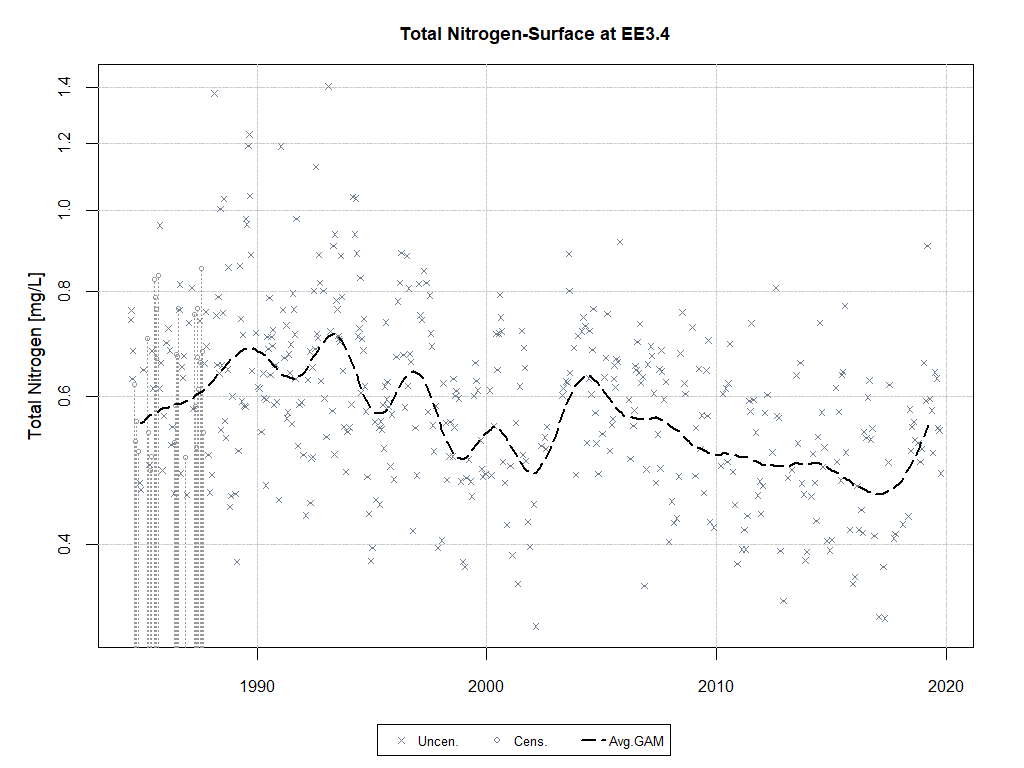 Total Nitrogen-Surface at EE3.4
Total Nitrogen [mg/L]
1.4
1.2
1.0
0.8
0.6
0.4
1990 2000 2010 2020
Uncen. Cens. Avg.GAM